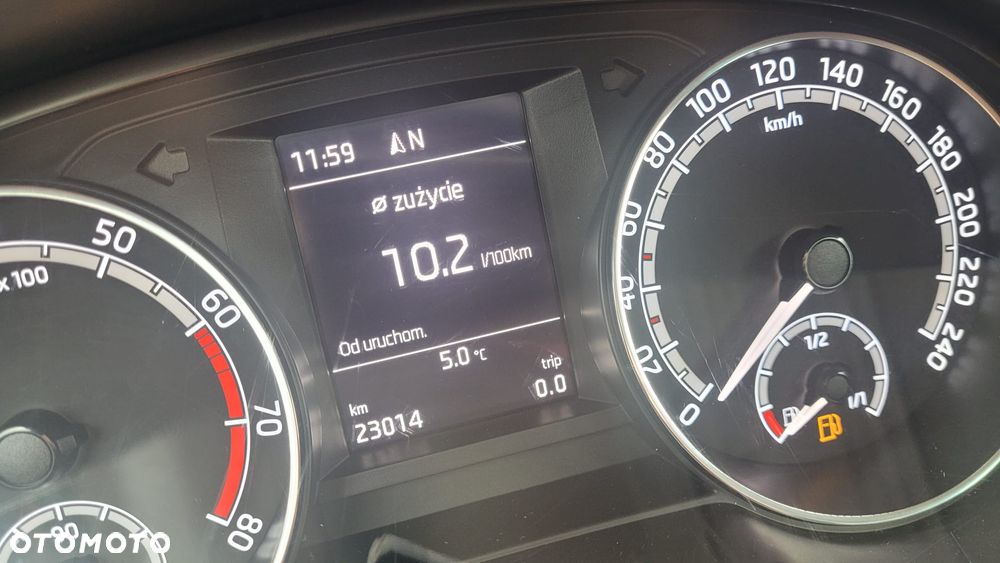 11:59 N
ø zużycie
10.2 l/100km
Od uruchom.
5.0 °C
km
23014
trip
0.0
x 100
50
60
70
80
90
0
20
40
60
80
100
120
140
160
180
200
220
240
km/h
1/2
1/1
OTOMOTO